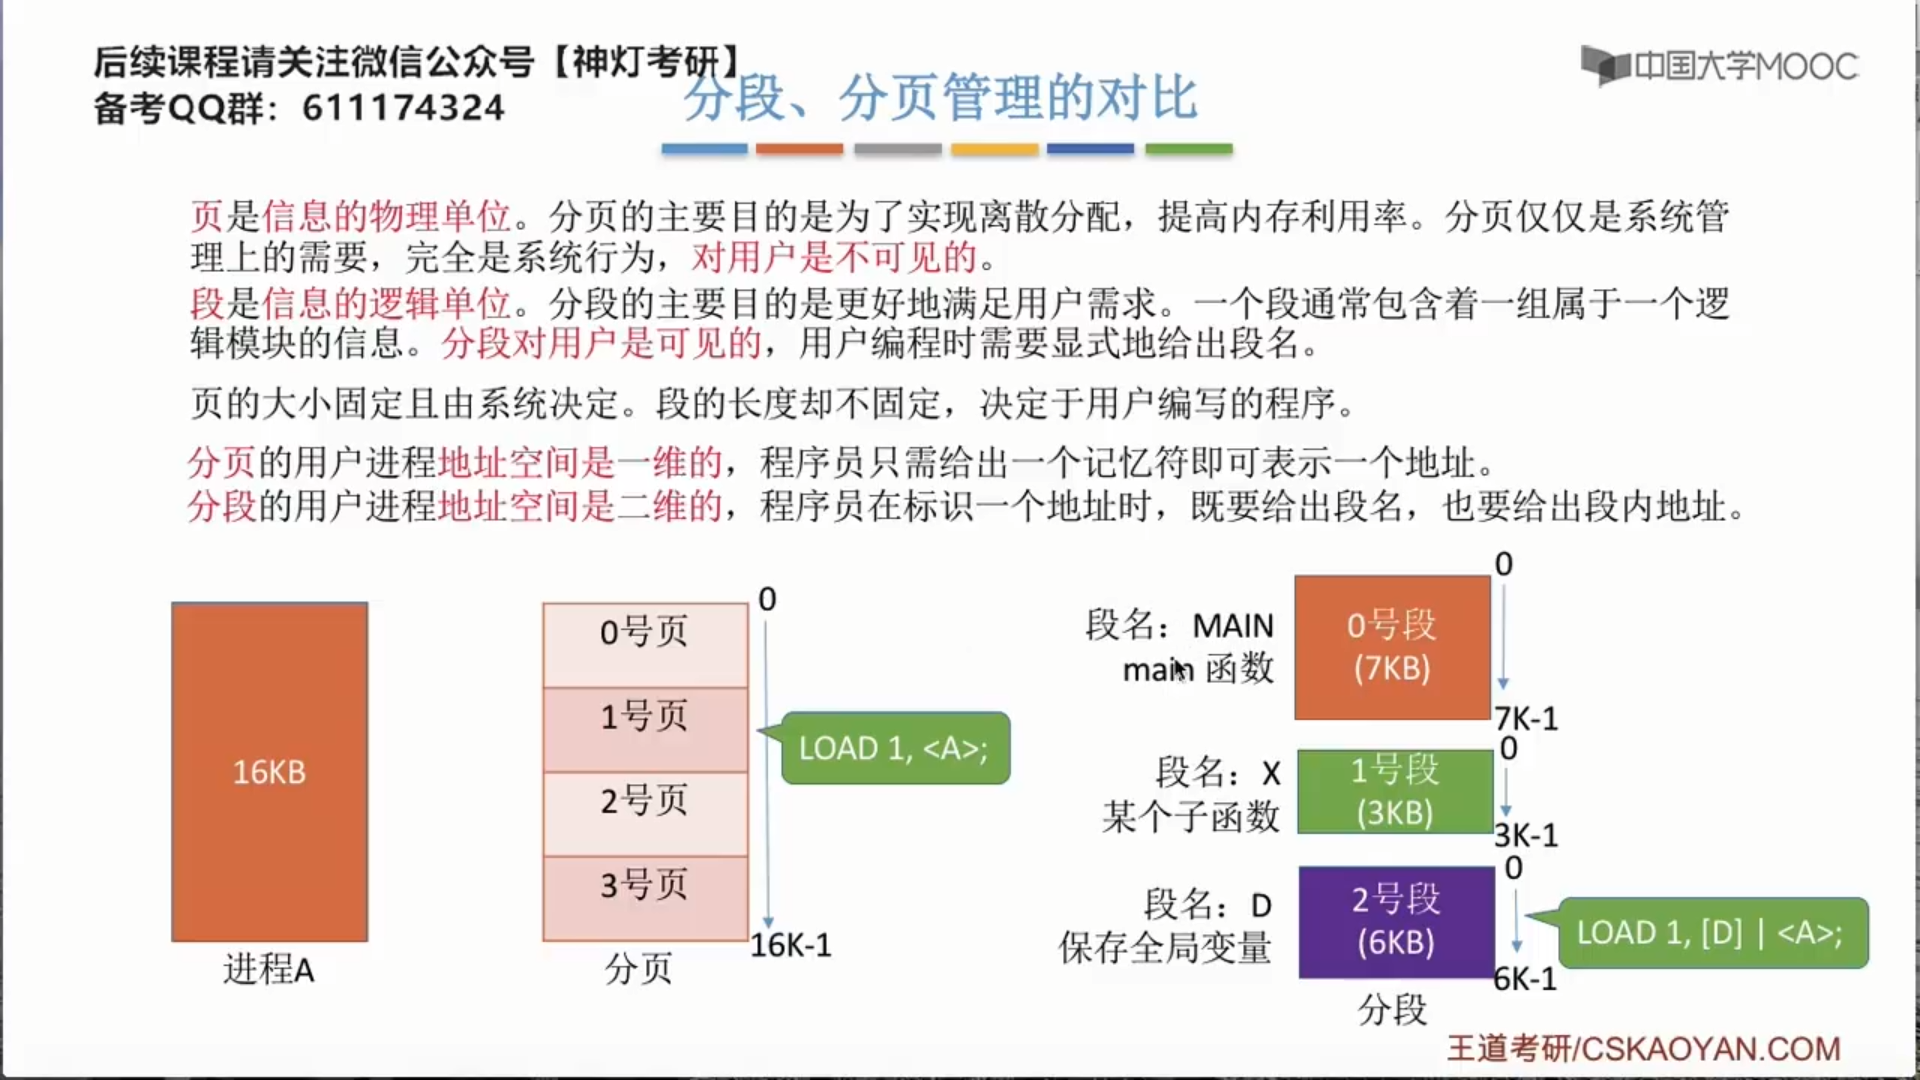 后续课程请关注微信公众号【神灯考研】
备考QQ群：611174324
中国大学MOOC
分段、分页管理的对比
页是信息的物理单位。分页的主要目的是为了实现离散分配，提高内存利用率。分页仅仅是系统管
理上的需要，完全是系统行为，对用户是不可见的。
段是信息的逻辑单位。分段的主要目的是更好地满足用户需求。一个段通常包含着一组属于一个逻
辑模块的信息。分段对用户是可见的，用户编程时需要显式地给出段名。
页的大小固定且由系统决定。段的长度却不固定，决定于用户编写的程序。
分页的用户进程地址空间是一维的，程序员只需给出一个记忆符即可表示一个地址。
分段的用户进程地址空间是二维的，程序员在标识一个地址时，既要给出段名，也要给出段内地址。
16KB
进程A
0号页
1号页
2号页
3号页
分页
0
16K-1
LOAD 1, <A>;
段名：MAIN
main 函数
0号段
(7KB)
0
7K-1
段名：X
某个子函数
1号段
(3KB)
0
3K-1
段名：D
保存全局变量
2号段
(6KB)
0
6K-1
分段
LOAD 1, [D] | <A>;
王道考研/CSKAOYAN.COM